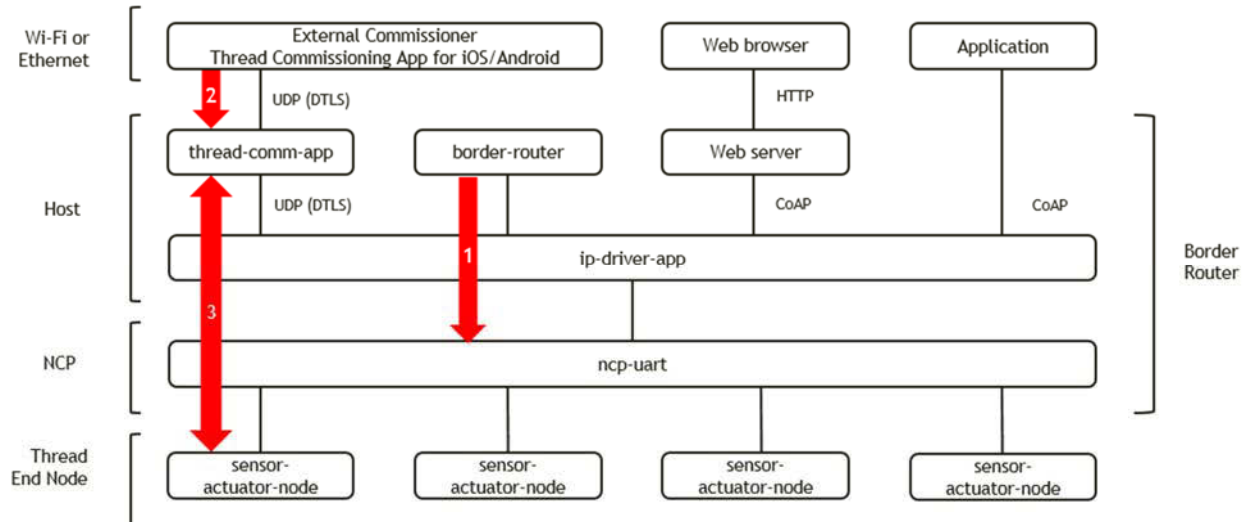 Wi-Fi or
Ethernet
External Commissioner
Thread Commissioning App for iOS/Android
Web browser
Application
2
UDP (DTLS)
HTTP
thread-comm-app
border-router
Web server
Host
UDP (DTLS)
CoAP
CoAP
1
ip-driver-app
Border
Router
3
NCP
ncp-uart
Thread
End Node
sensor-
actuator-node
sensor-
actuator-node
sensor-
actuator-node
sensor-
actuator-node